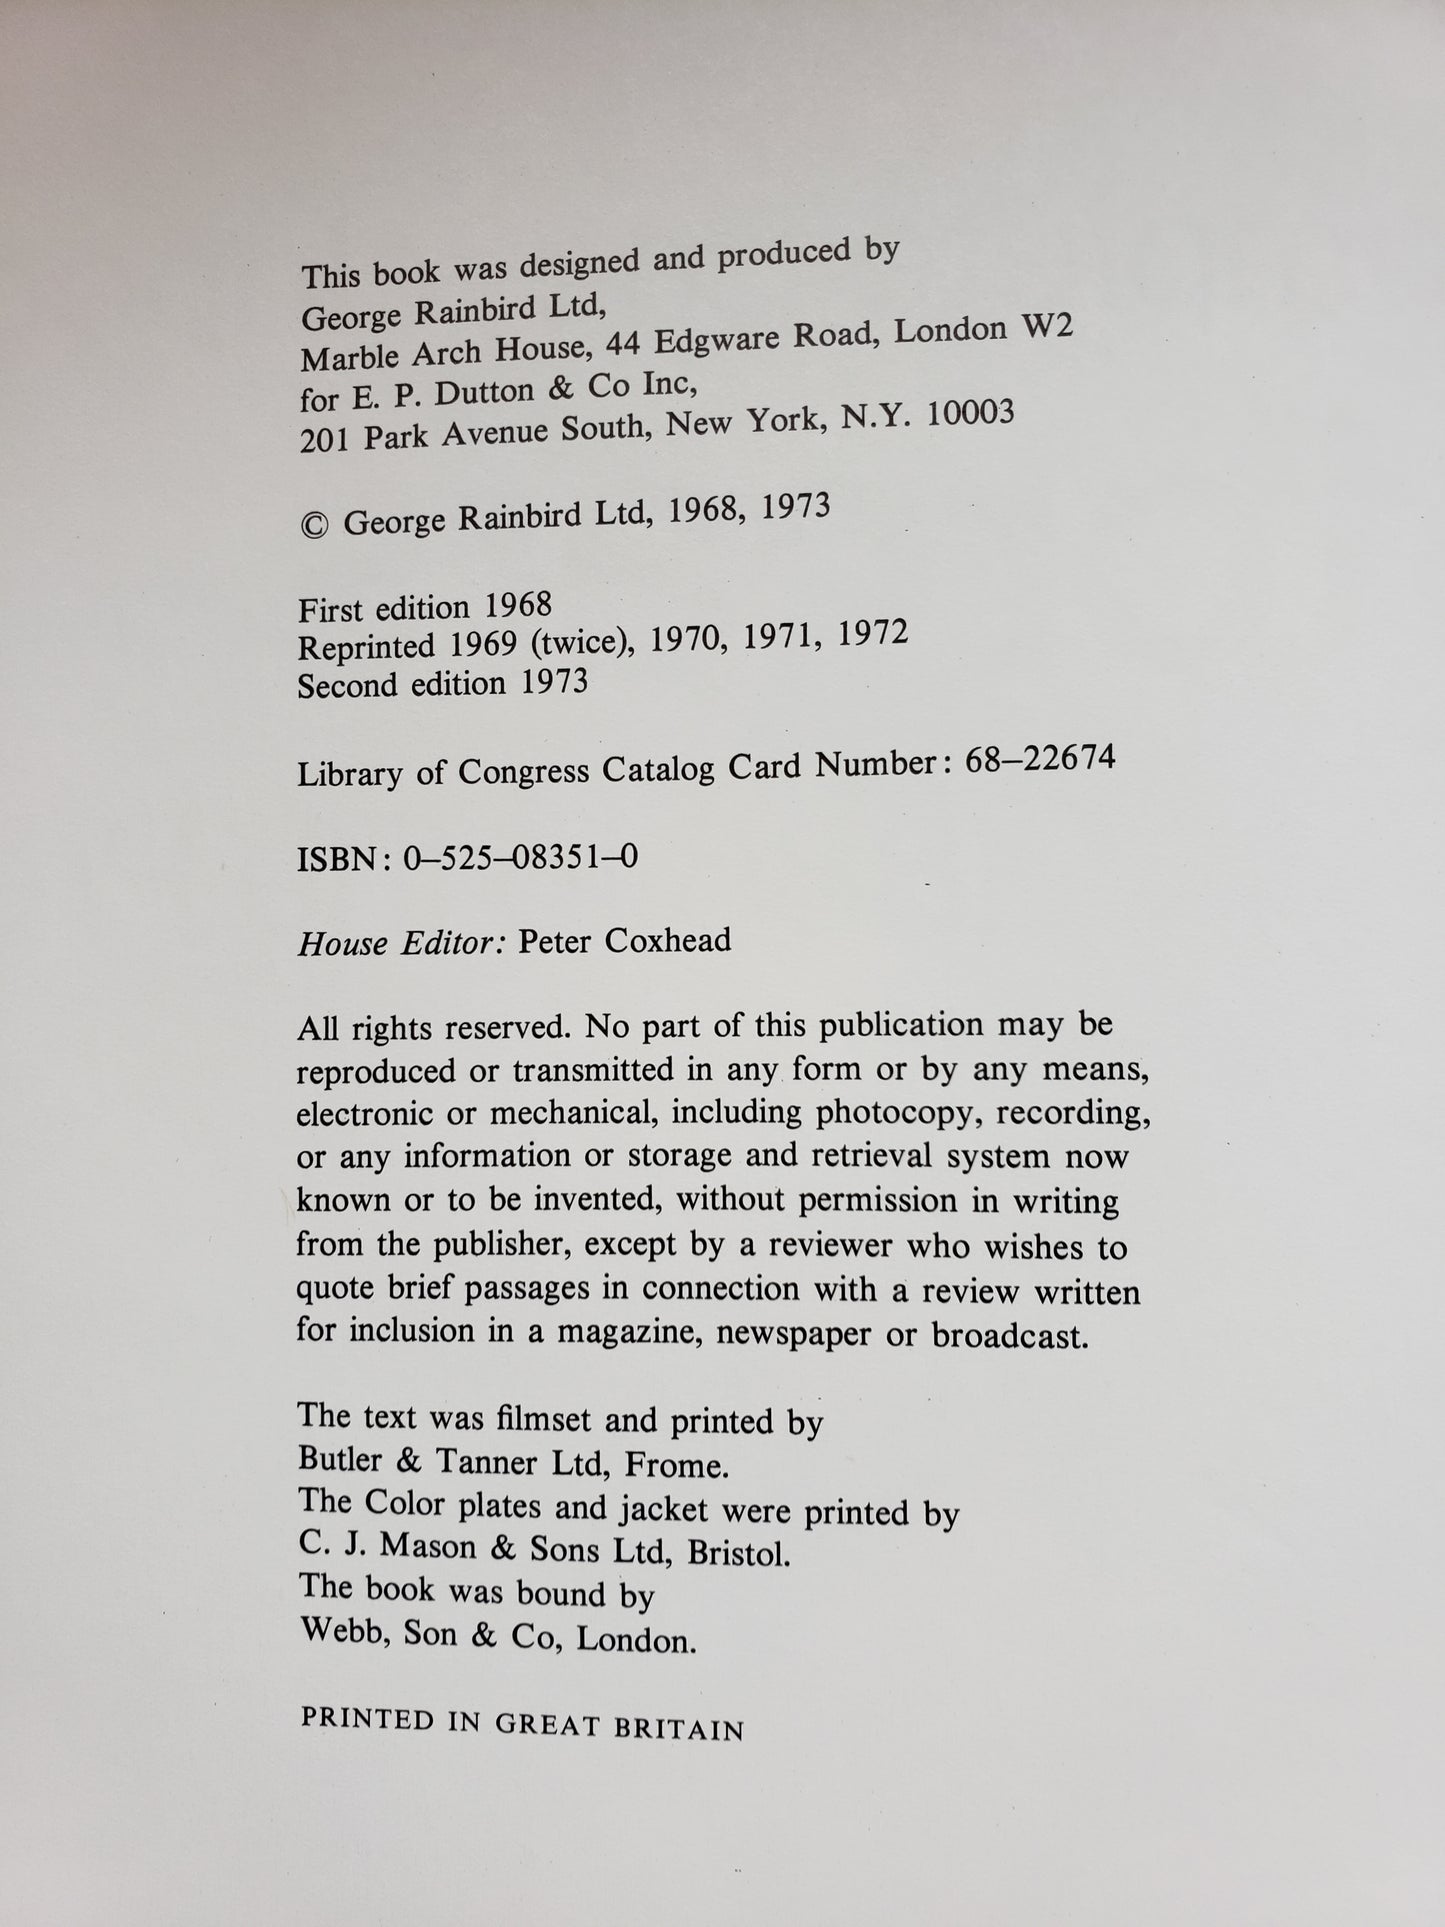 This book was designed and produced by
George Rainbird Ltd,
Marble Arch House, 44 Edgware Road, London W2
for E. P. Dutton & Co Inc,
201 Park Avenue South, New York, N.Y. 10003
© George Rainbird Ltd, 1968, 1973
First edition 1968
Reprinted 1969 (twice), 1970, 1971, 1972
Second edition 1973
Library of Congress Catalog Card Number: 68–22674
ISBN: 0–525–08351–0
House Editor: Peter Coxhead
All rights reserved. No part of this publication may be
reproduced or transmitted in any form or by any means,
electronic or mechanical, including photocopy, recording,
or any information or storage and retrieval system now
known or to be invented, without permission in writing
from the publisher, except by a reviewer who wishes to
quote brief passages in connection with a review written
for inclusion in a magazine, newspaper or broadcast.
The text was filmset and printed by
Butler & Tanner Ltd, Frome.
The Color plates and jacket were printed by
C. J. Mason & Sons Ltd, Bristol.
The book was bound by
Webb, Son & Co, London.
PRINTED IN GREAT BRITAIN